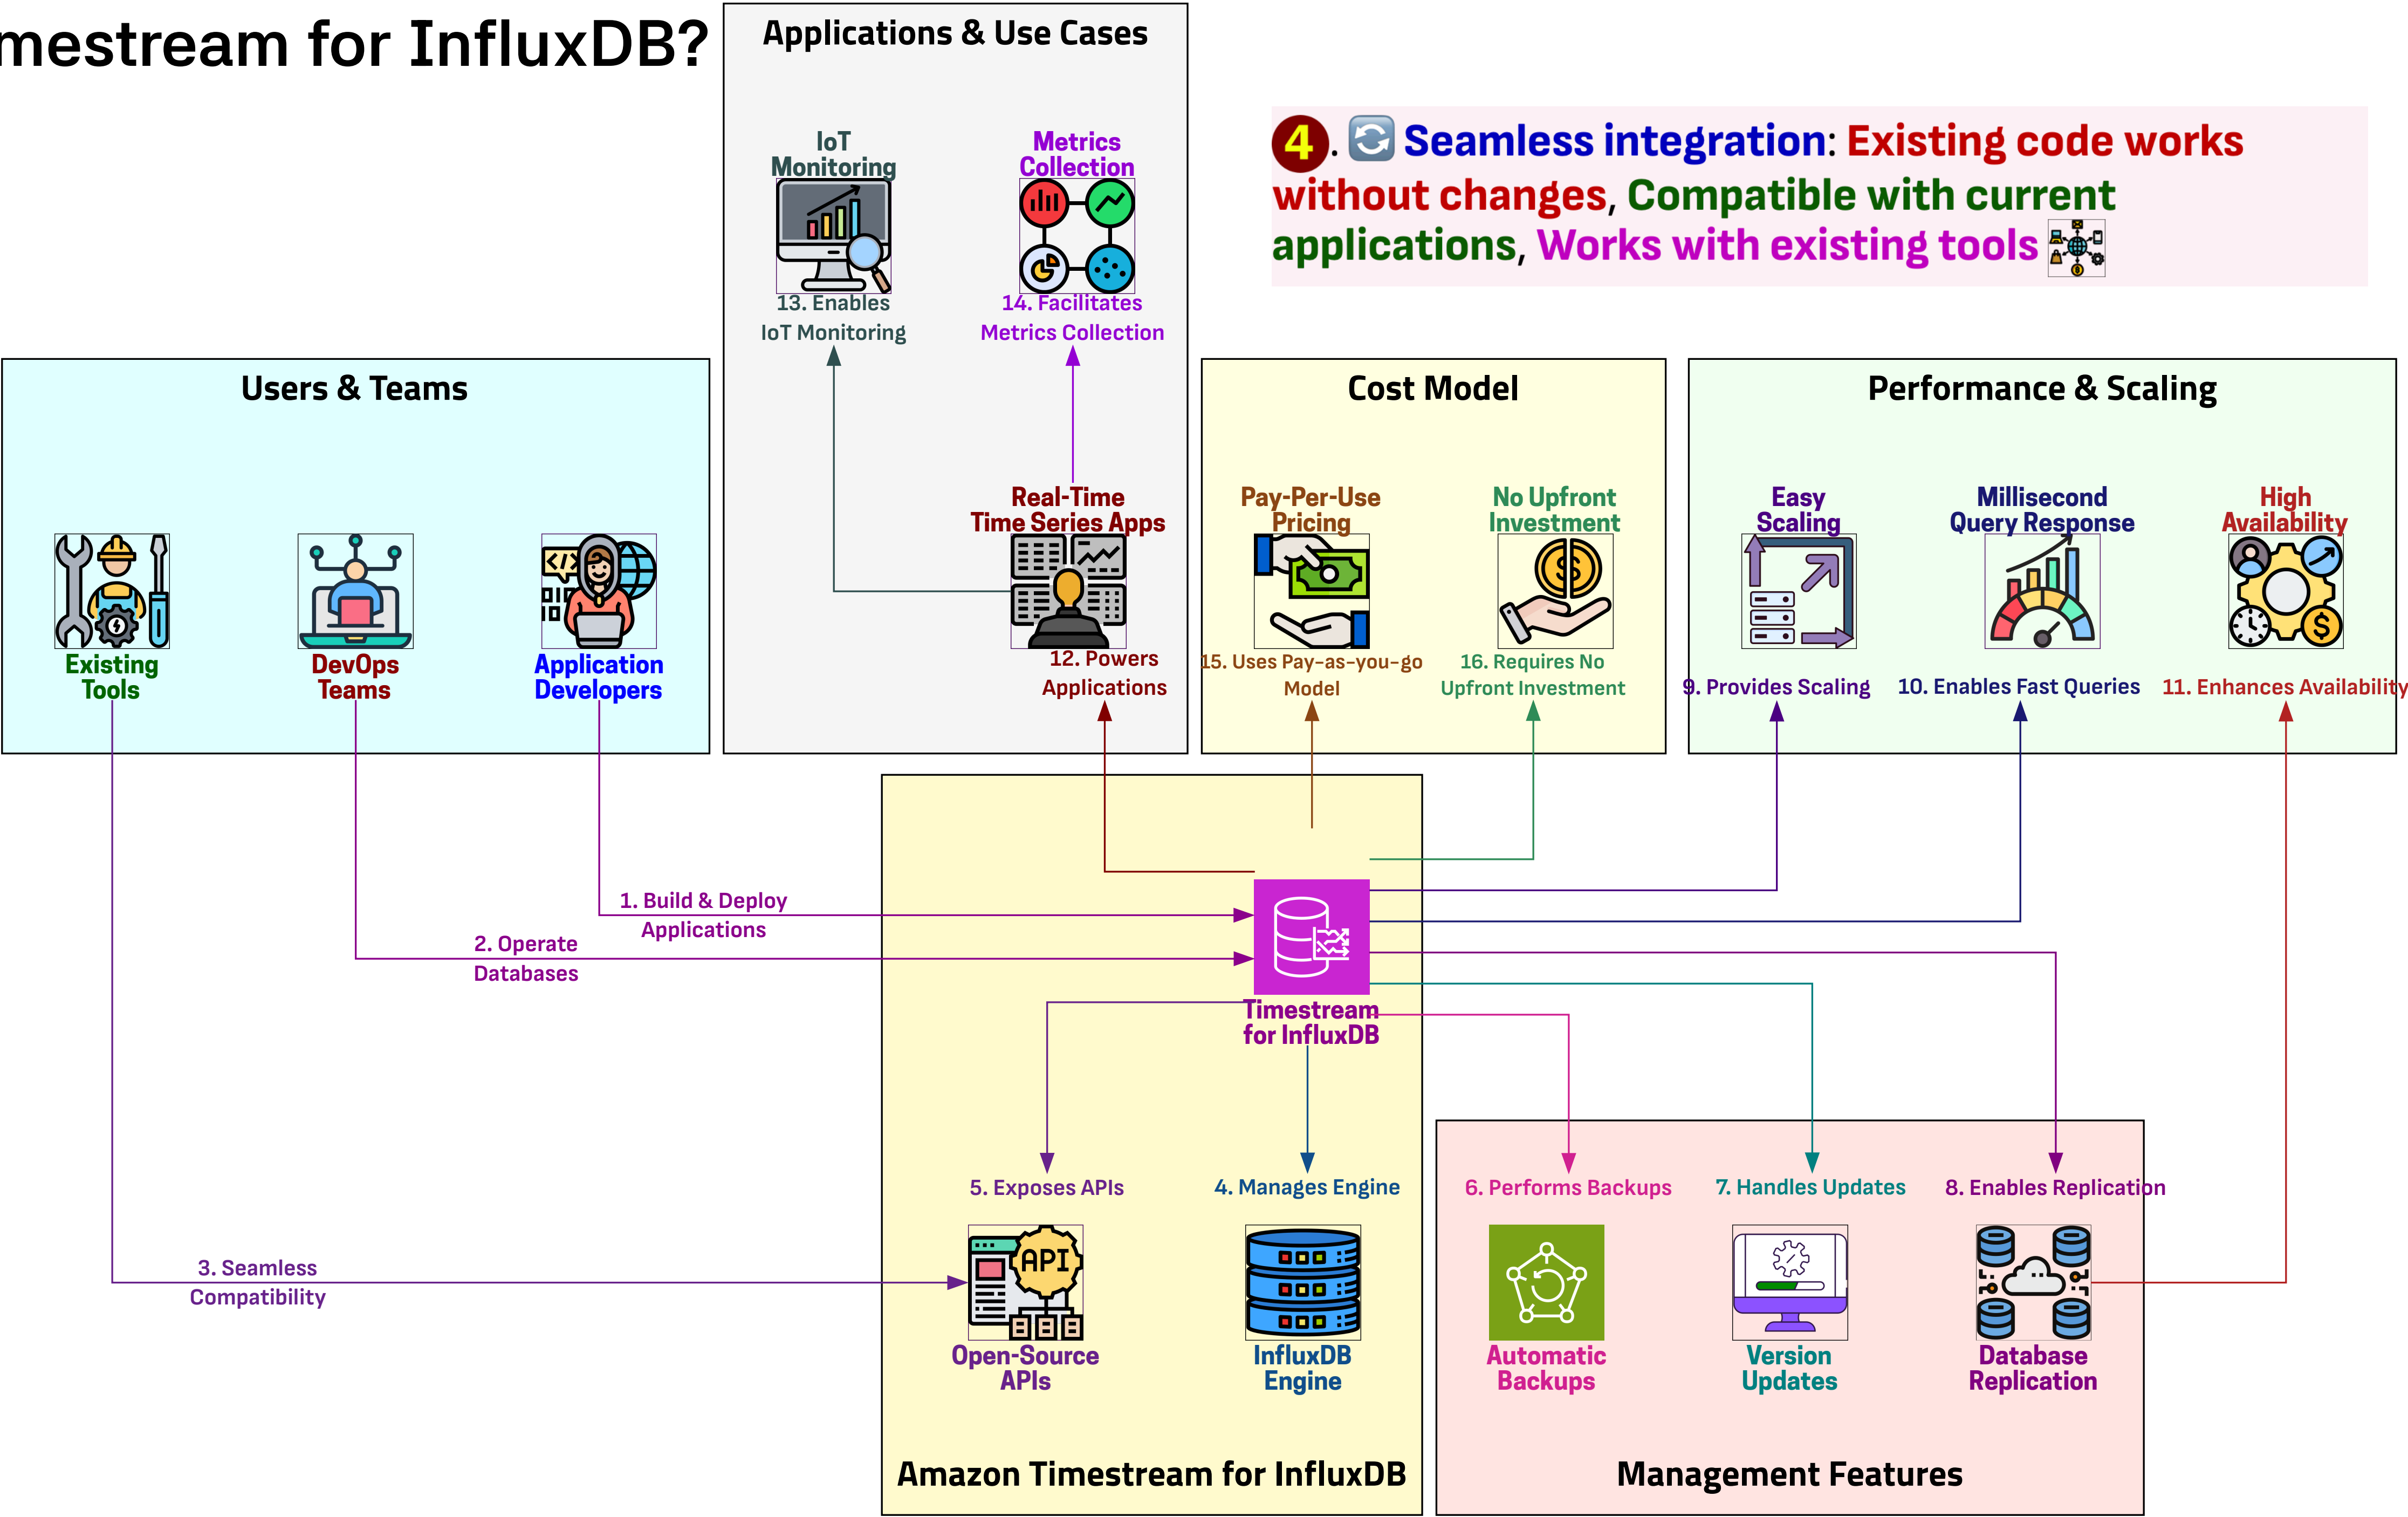 mestream for InfluxDB?
Applications & Use Cases
IoT
Monitoring
Metrics
Collection
13. Enables
IoT Monitoring
14. Facilitates
Metrics Collection
Real-Time
Time Series Apps
12. Powers
Applications
4. Seamless integration: Existing code works
without changes, Compatible with current
applications, Works with existing tools
Users & Teams
Existing
Tools
DevOps
Teams
Application
Developers
Cost Model
Pay-Per-Use
Pricing
No Upfront
Investment
15. Uses Pay-as-you-go
Model
16. Requires No
Upfront Investment
Performance & Scaling
Easy
Scaling
Millisecond
Query Response
High
Availability
9. Provides Scaling
10. Enables Fast Queries
11. Enhances Availability
1. Build & Deploy
Applications
2. Operate
Databases
3. Seamless
Compatibility
Timestream
for InfluxDB
5. Exposes APIs
4. Manages Engine
API
Open-Source
APIs
InfluxDB
Engine
Amazon Timestream for InfluxDB
6. Performs Backups
7. Handles Updates
8. Enables Replication
Automatic
Backups
Version
Updates
Database
Replication
Management Features